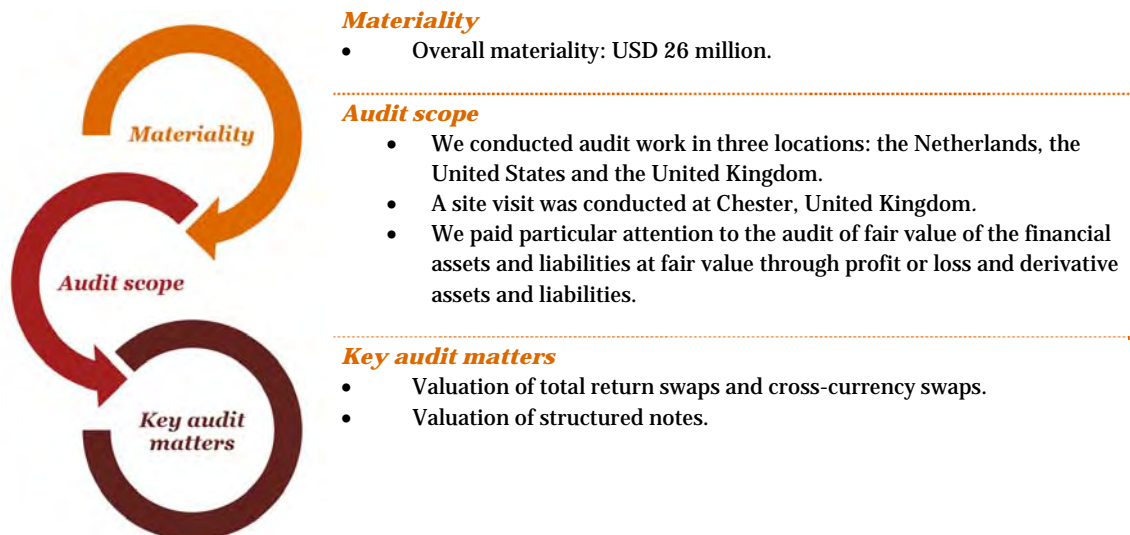 Materiality
Materiality
• Overall materiality: USD 26 million.
Audit scope
Audit scope
• We conducted audit work in three locations: the Netherlands, the
United States and the United Kingdom.
• A site visit was conducted at Chester, United Kingdom.
• We paid particular attention to the audit of fair value of the financial
assets and liabilities at fair value through profit or loss and derivative
assets and liabilities.
Key audit
matters
Key audit matters
• Valuation of total return swaps and cross-currency swaps.
• Valuation of structured notes.